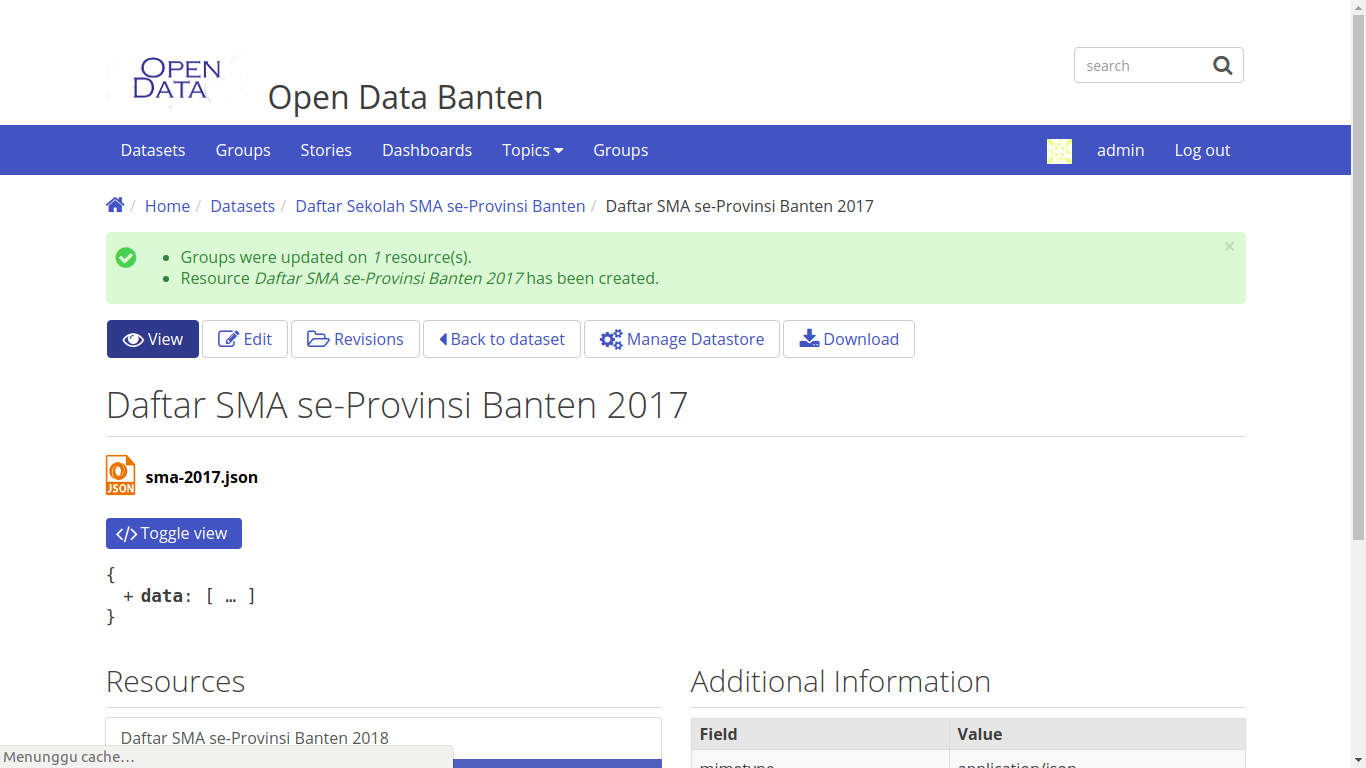 OPEN
DATA
Open Data Banten
search
Datasets Groups Stories Dashboards Topics Groups admin Log out
/ Home / Datasets / Daftar Sekolah SMA se-Provinsi Banten / Daftar SMA se-Provinsi Banten 2017
×
• Groups were updated on 1 resource(s).
• Resource Daftar SMA se-Provinsi Banten 2017 has been created.
View Edit Revisions Back to dataset Manage Datastore Download
Daftar SMA se-Provinsi Banten 2017
JSON sma-2017.json
</> Toggle view
{
+ data: [ … ]
}
Resources
Daftar SMA se-Provinsi Banten 2018
Additional Information
Field Value
mimetype application/json
Menunggu cache…